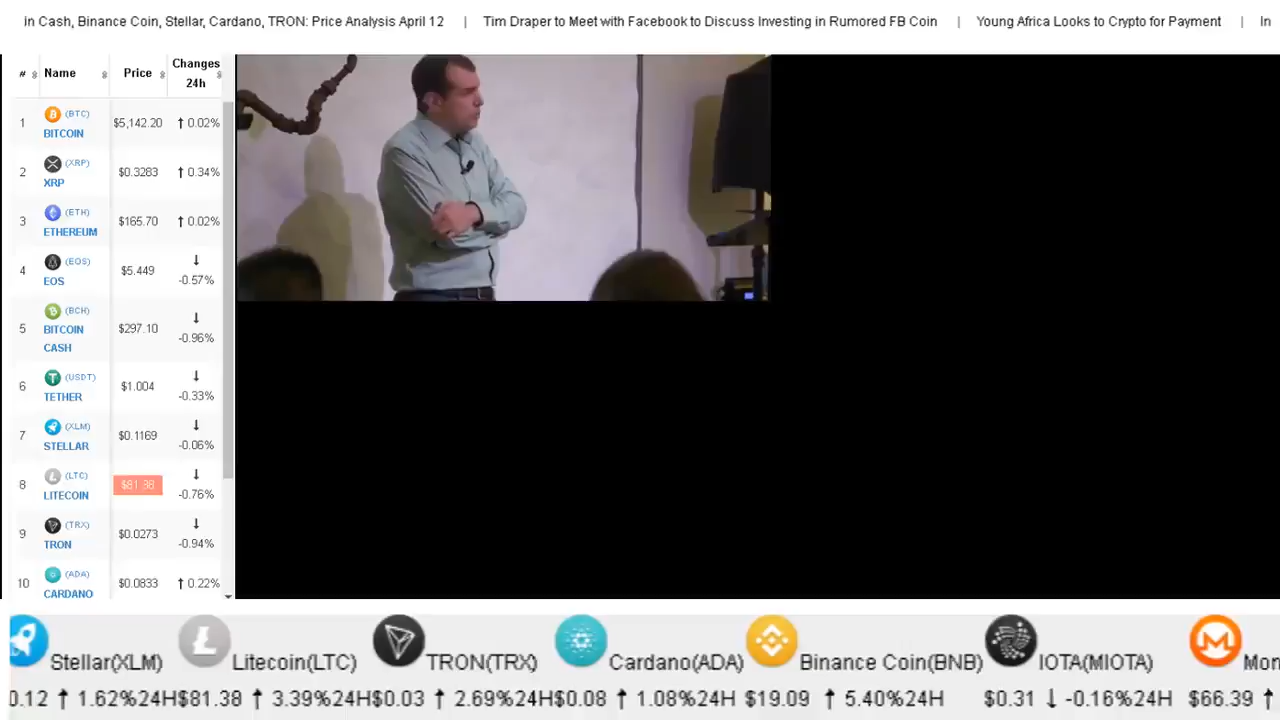 in Cash, Binance Coin, Stellar, Cardano, TRON: Price Analysis April 12 | Tim Draper to Meet with Facebook to Discuss Investing in Rumored FB Coin | Young Africa Looks to Crypto for Payment | In
# Name Price Changes 24h
1 (BTC) BITCOIN $5,142.20 ↑ 0.02%
2 (XRP) XRP $0.3283 ↑ 0.34%
3 (ETH) ETHEREUM $165.70 ↑ 0.02%
4 (EOS) EOS $5.449 ↓ -0.57%
5 (BCH) BITCOIN CASH $297.10 ↓ -0.96%
6 (USDT) TETHER $1.004 ↓ -0.33%
7 (XLM) STELLAR $0.1169 ↓ -0.06%
8 (LTC) LITECOIN $81.38 ↓ -0.76%
9 (TRX) TRON $0.0273 ↓ -0.94%
10 (ADA) CARDANO $0.0833 ↑ 0.22%
Stellar(XLM) Litecoin(LTC) TRON(TRX) Cardano(ADA) Binance Coin(BNB) IOTA(MIOTA) Mon
0.12 ↑ 1.62%24H $81.38 ↑ 3.39%24H $0.03 ↑ 2.69%24H $0.08 ↑ 1.08%24H $19.09 ↑ 5.40%24H $0.31 ↓ -0.16%24H $66.39 ↑